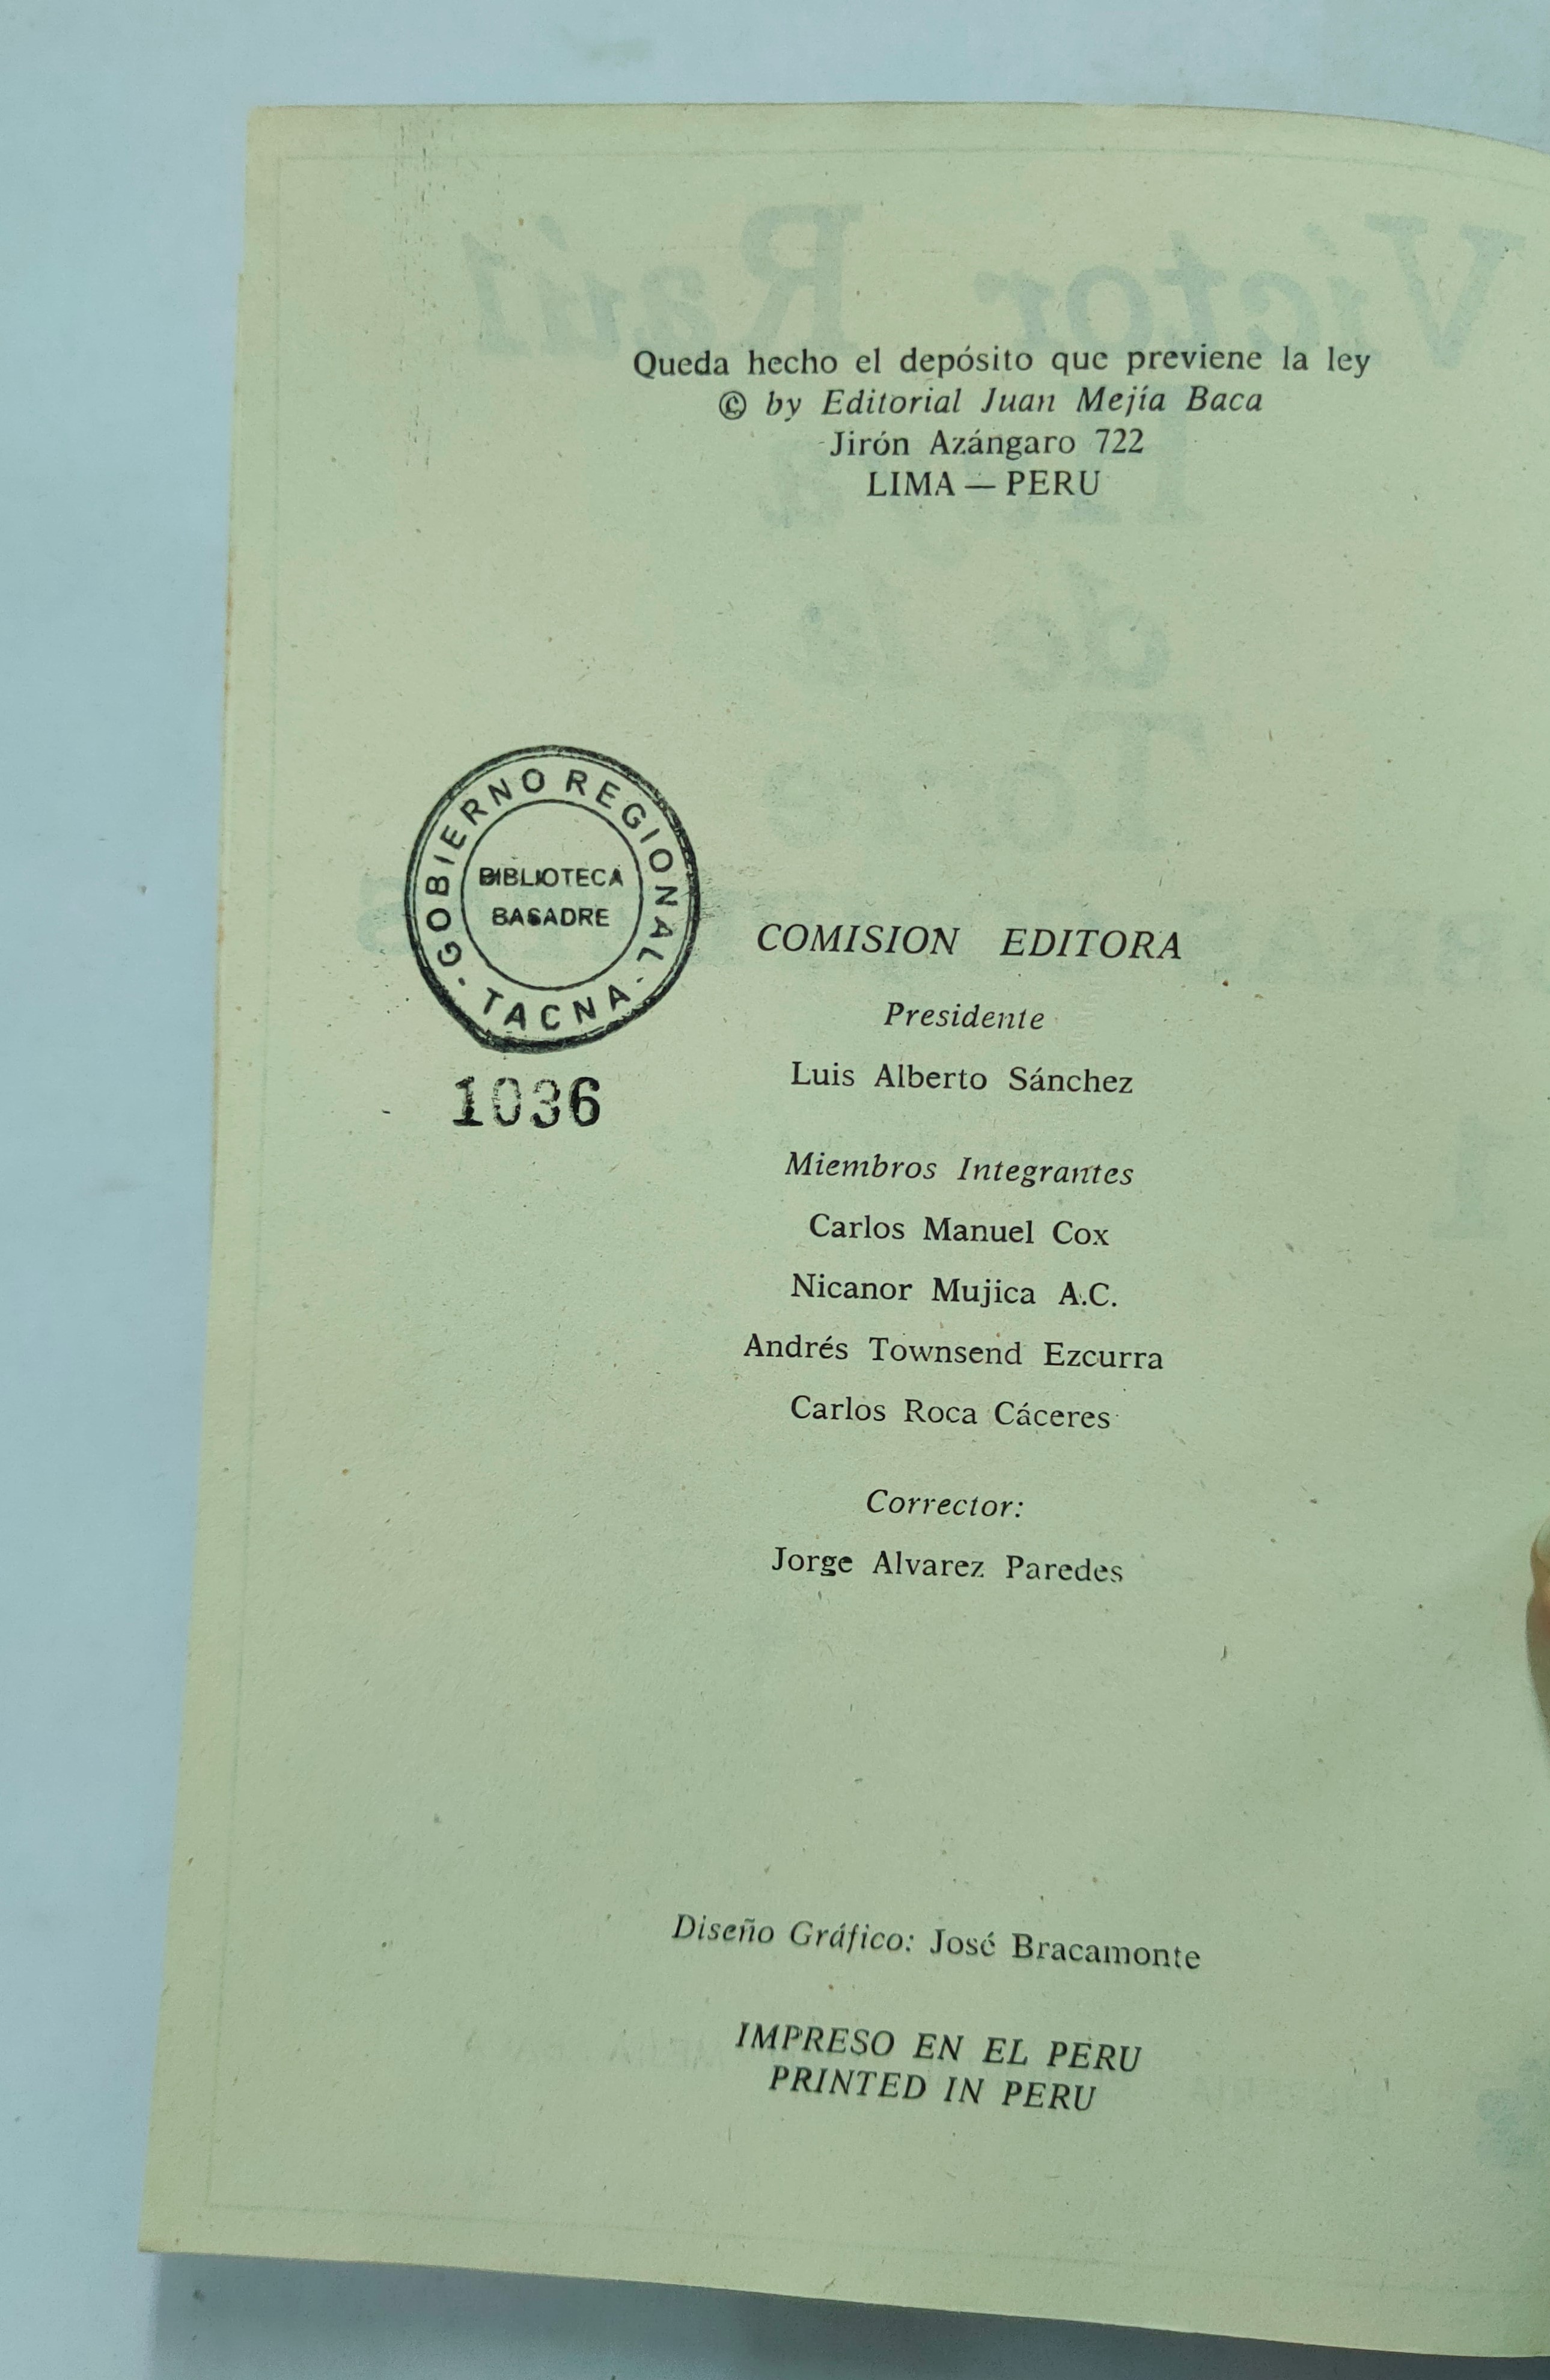 Queda hecho el depósito que previene la ley
© by Editorial Juan Mejía Baca
Jirón Azángaro 722
LIMA — PERU
GOBIERNO REGIONAL
BIBLIOTECA
BASADRE
· TACNA ·
1036
COMISION EDITORA
Presidente
Luis Alberto Sánchez
Miembros Integrantes
Carlos Manuel Cox
Nicanor Mujica A.C.
Andrés Townsend Ezcurra
Carlos Roca Cáceres
Corrector:
Jorge Alvarez Paredes
Diseño Gráfico: José Bracamonte
IMPRESO EN EL PERU
PRINTED IN PERU